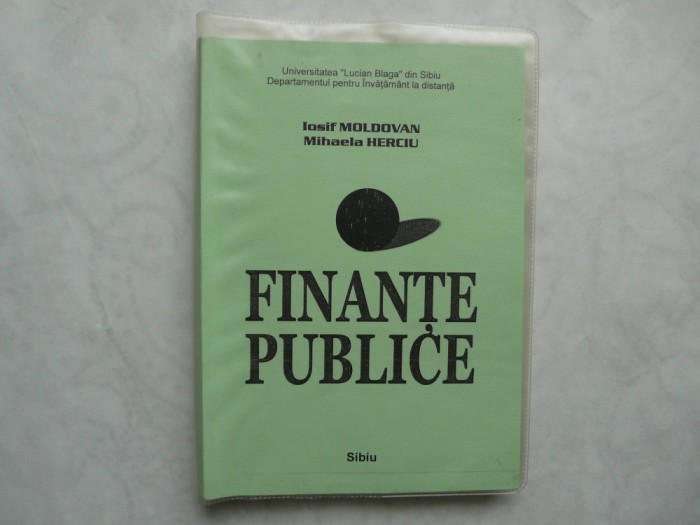 Universitatea "Lucian Blaga" din Sibiu
Departamentul pentru Învăţământ la distanţă
Iosif MOLDOVAN
Mihaela HERCIU
FINANŢE
PUBLICE
Sibiu